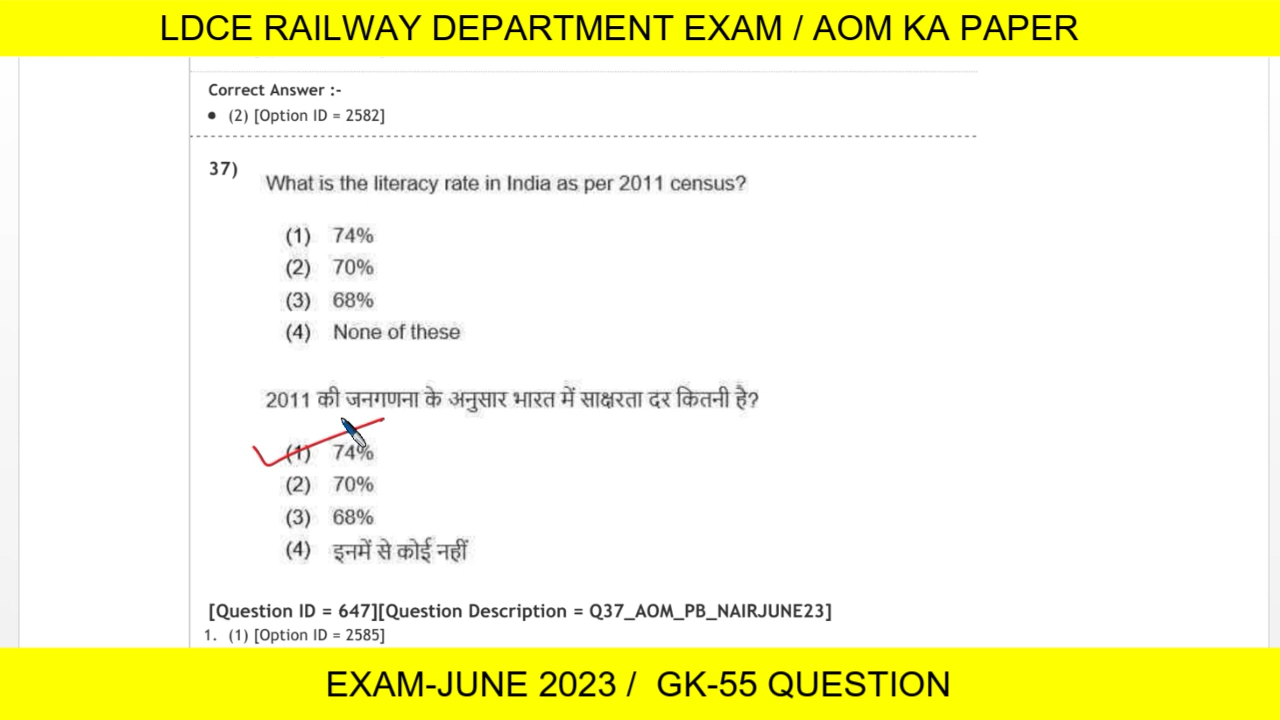 LDCE RAILWAY DEPARTMENT EXAM / AOM KA PAPER
Correct Answer :-
● (2) [Option ID = 2582]
37)
What is the literacy rate in India as per 2011 census?
(1) 74%
(2) 70%
(3) 68%
(4) None of these
2011 की जनगणना के अनुसार भारत में साक्षरता दर कितनी है?
(1) 74%
(2) 70%
(3) 68%
(4) इनमें से कोई नहीं
[Question ID = 647][Question Description = Q37_AOM_PB_NAIRJUNE23]
1. (1) [Option ID = 2585]
EXAM-JUNE 2023 / GK-55 QUESTION